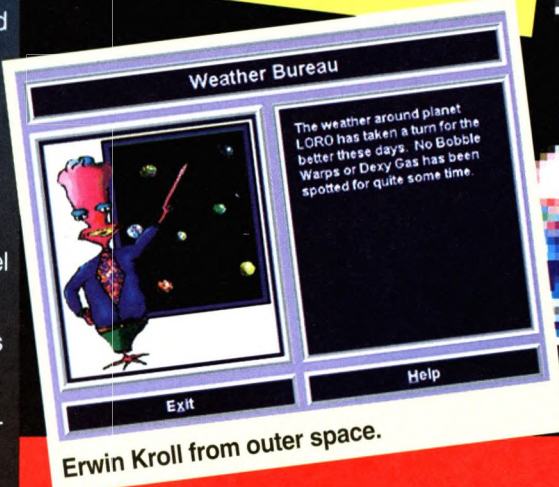 d
Weather Bureau
The weather around planet
LORO has taken a turn for the
better these days. No Bobble
Warps or Dexy Gas has been
spotted for quite some time.
el
s
Exit
Help
Erwin Kroll from outer space.